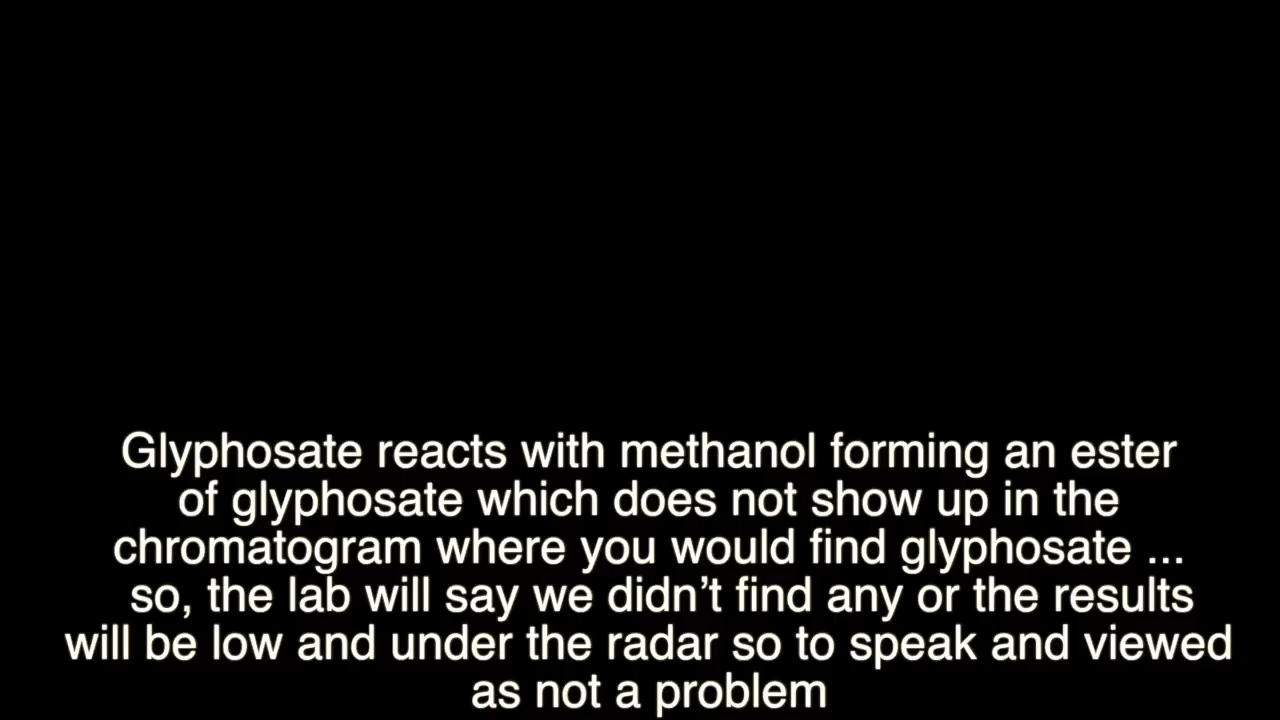 Glyphosate reacts with methanol forming an ester
of glyphosate which does not show up in the
chromatogram where you would find glyphosate ...
so, the lab will say we didn’t find any or the results
will be low and under the radar so to speak and viewed
as not a problem